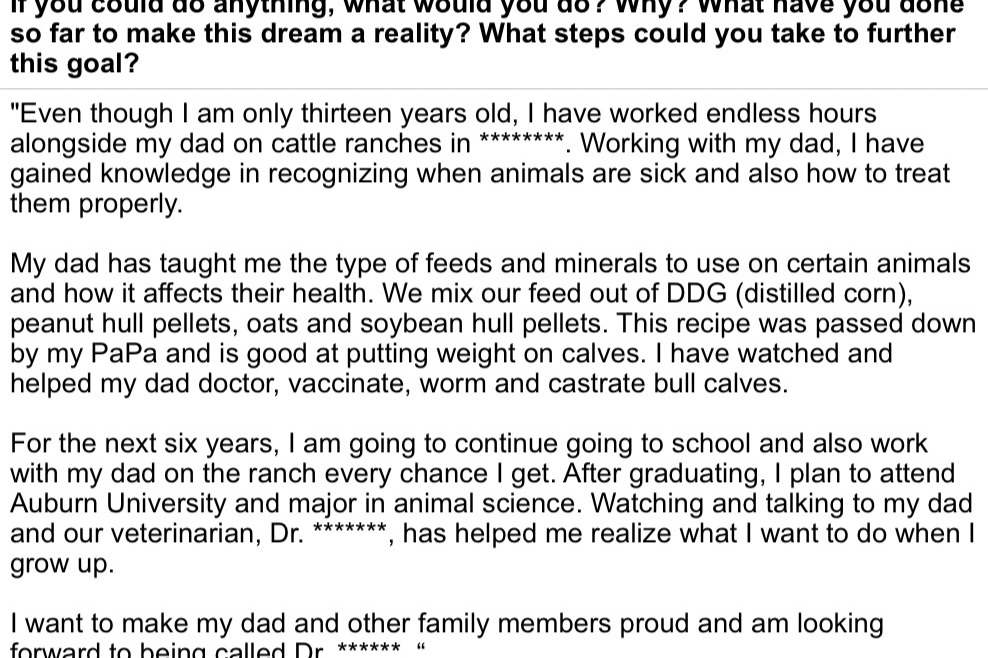 If you could do anything, what would you do? Why? What have you done
so far to make this dream a reality? What steps could you take to further
this goal?
"Even though I am only thirteen years old, I have worked endless hours
alongside my dad on cattle ranches in ********. Working with my dad, I have
gained knowledge in recognizing when animals are sick and also how to treat
them properly.
My dad has taught me the type of feeds and minerals to use on certain animals
and how it affects their health. We mix our feed out of DDG (distilled corn),
peanut hull pellets, oats and soybean hull pellets. This recipe was passed down
by my PaPa and is good at putting weight on calves. I have watched and
helped my dad doctor, vaccinate, worm and castrate bull calves.
For the next six years, I am going to continue going to school and also work
with my dad on the ranch every chance I get. After graduating, I plan to attend
Auburn University and major in animal science. Watching and talking to my dad
and our veterinarian, Dr. *******, has helped me realize what I want to do when I
grow up.
I want to make my dad and other family members proud and am looking
forward to being called Dr. ******. “